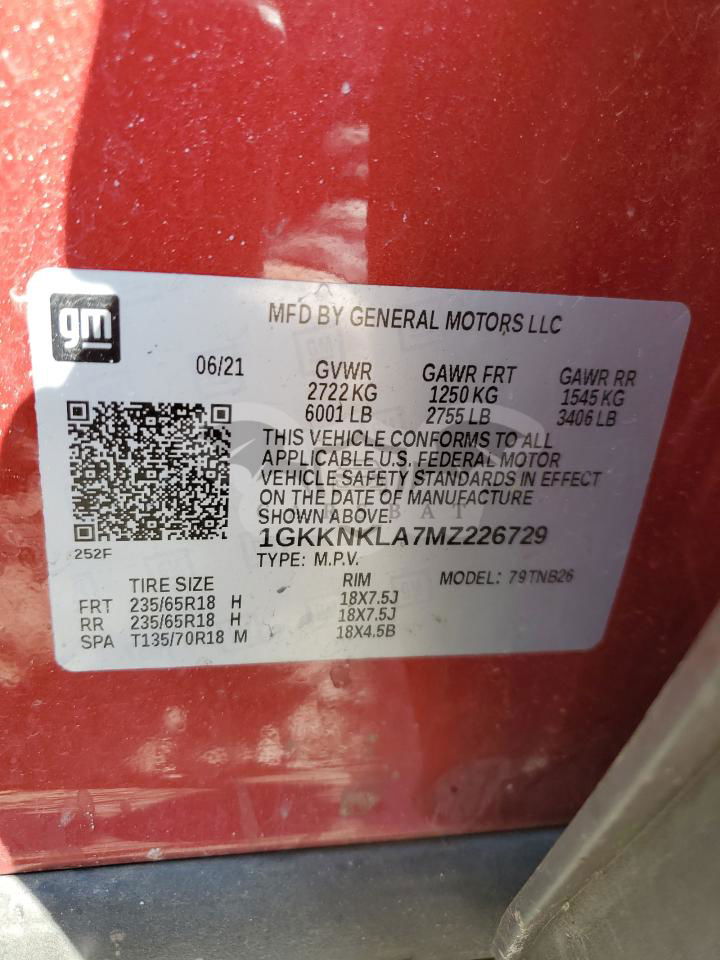 gm
MFD BY GENERAL MOTORS LLC
06/21 GVWR GAWR FRT GAWR RR
2722 KG 1250 KG 1545 KG
6001 LB 2755 LB 3406 LB
THIS VEHICLE CONFORMS TO ALL
APPLICABLE U.S. FEDERAL MOTOR
VEHICLE SAFETY STANDARDS IN EFFECT
ON THE DATE OF MANUFACTURE
SHOWN ABOVE.
1GKKNKLA7MZ226729
252F
TYPE: M.P.V.
TIRE SIZE RIM MODEL: 79TNB26
FRT 235/65R18 H 18X7.5J
RR 235/65R18 H 18X7.5J
SPA T135/70R18 M 18X4.5B